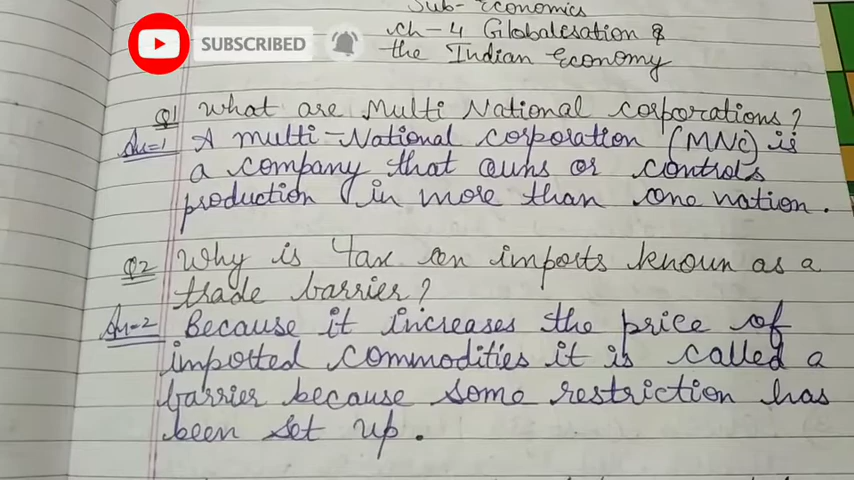 Sub- Economics
SUBSCRIBED
Ch-4 Globalesation &
the Indian Economy
Q1 What are Multi National corporations?
Ans=1 A multi-National corporation (MNC) is
a company that owns or controls
production in more than one nation.
Q2 Why is tax on imports known as a
trade barrier?
Ans=2 Because it increases the price of
impotted commodities it is called a
barrier because some restriction has
been set up.